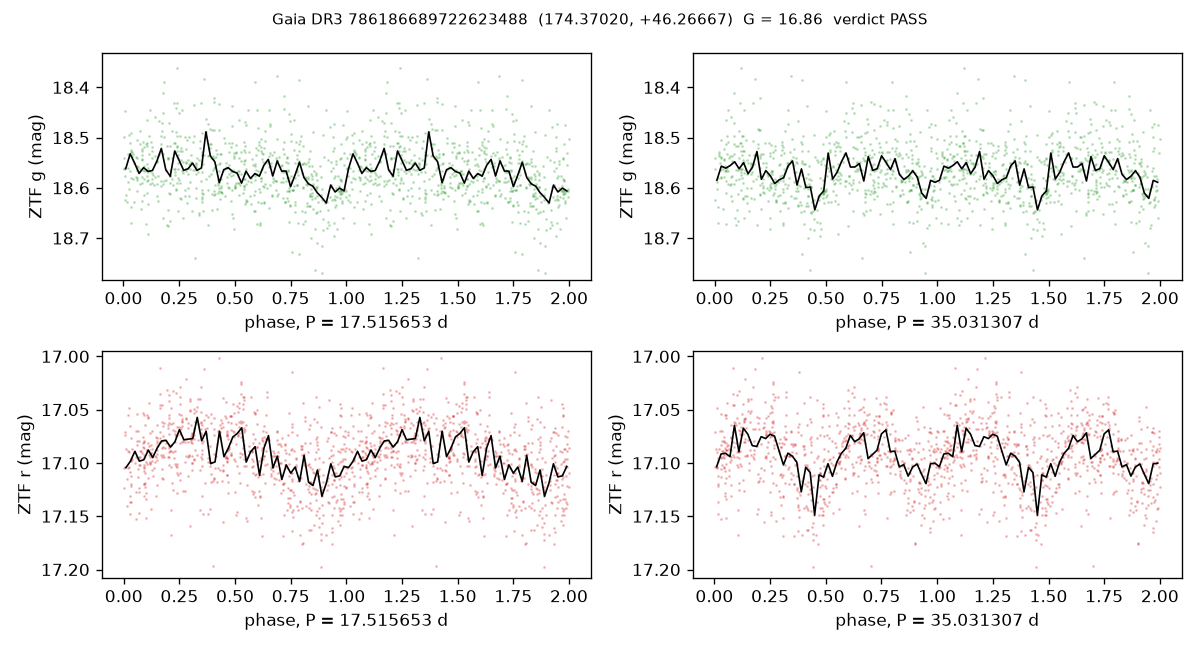 Gaia DR3 786186689722623488 (174.37020, +46.26667) G = 16.86 verdict PASS
ZTF g (mag)
18.4
18.5
18.6
18.7
0.00 0.25 0.50 0.75 1.00 1.25 1.50 1.75 2.00
phase, P = 17.515653 d
ZTF g (mag)
18.4
18.5
18.6
18.7
0.00 0.25 0.50 0.75 1.00 1.25 1.50 1.75 2.00
phase, P = 35.031307 d
ZTF r (mag)
17.00
17.05
17.10
17.15
17.20
0.00 0.25 0.50 0.75 1.00 1.25 1.50 1.75 2.00
phase, P = 17.515653 d
ZTF r (mag)
17.00
17.05
17.10
17.15
17.20
0.00 0.25 0.50 0.75 1.00 1.25 1.50 1.75 2.00
phase, P = 35.031307 d